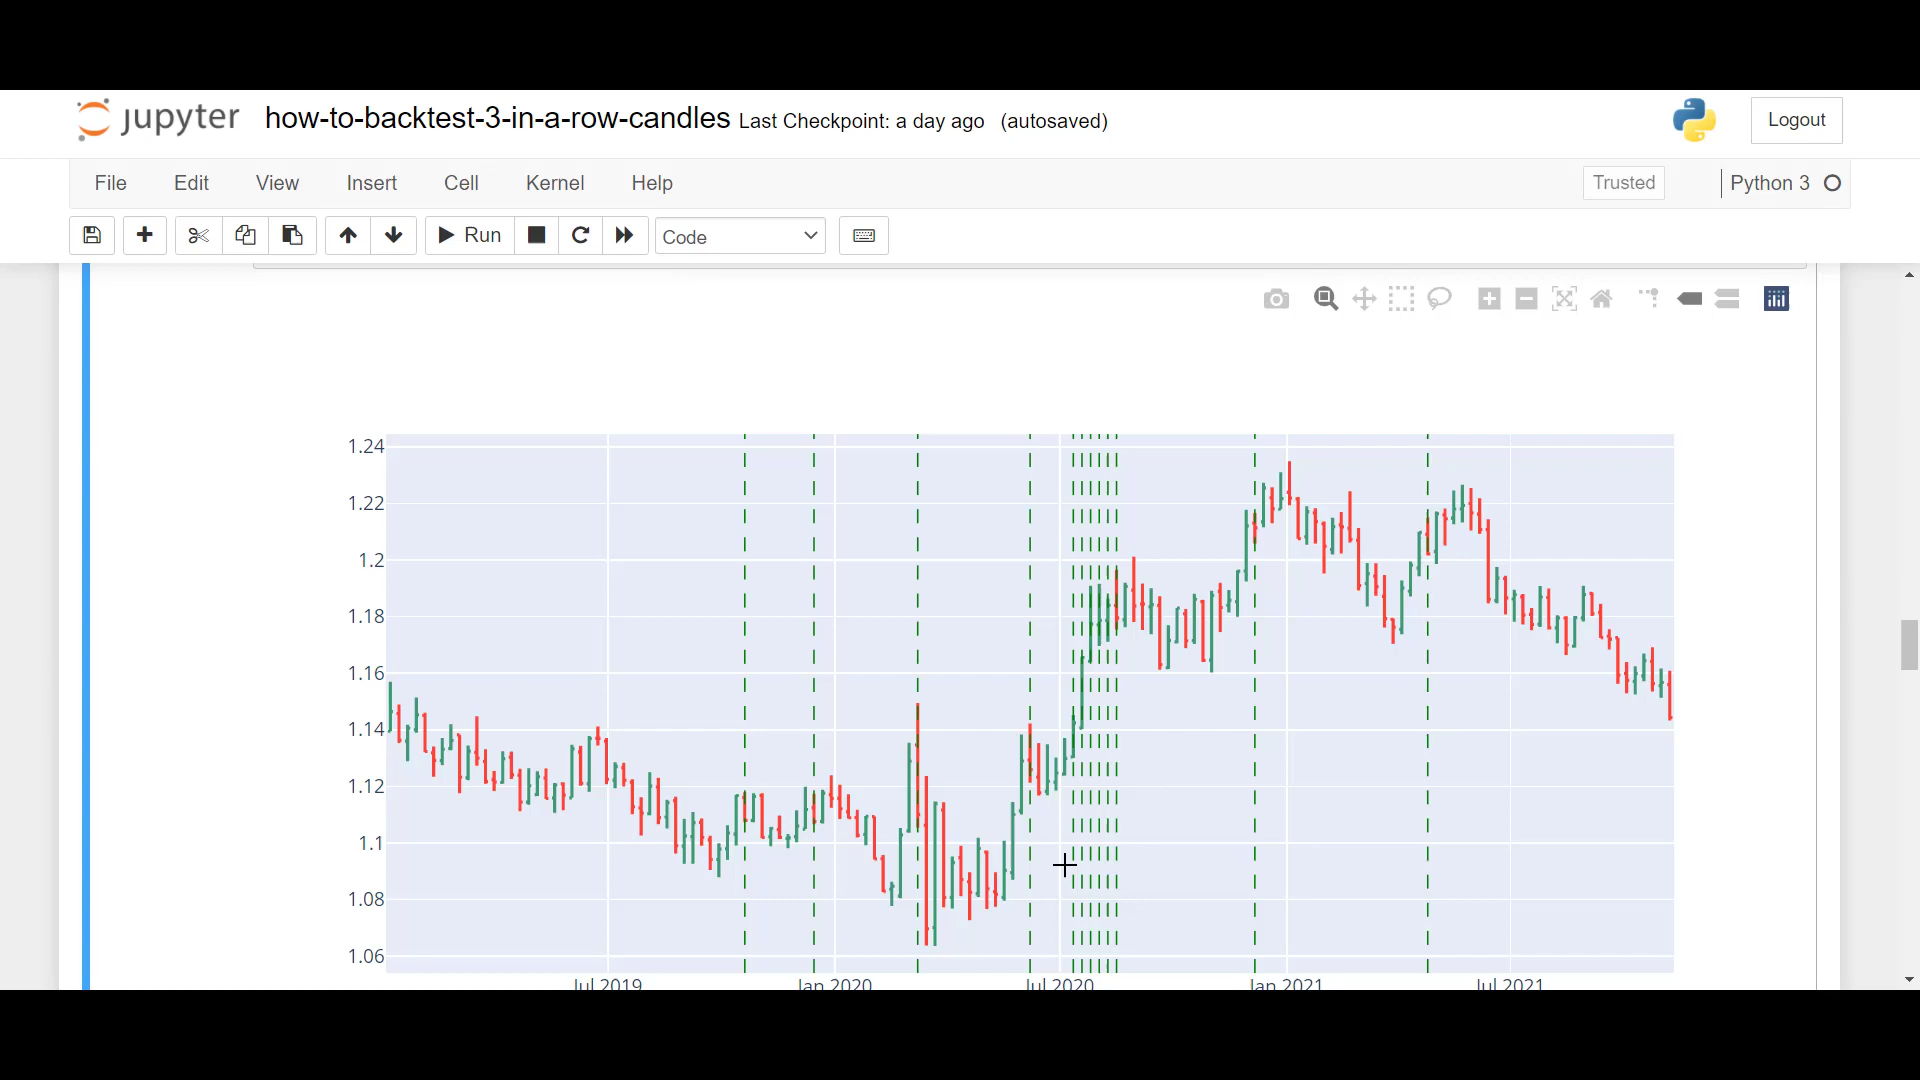 jupyter how-to-backtest-3-in-a-row-candles Last Checkpoint: a day ago (autosaved) Logout
File Edit View Insert Cell Kernel Help Trusted Python 3
Run Code
1.24
1.22
1.2
1.18
1.16
1.14
1.12
1.1
1.08
1.06
Jul 2019 Jan 2020 Jul 2020 Jan 2021 Jul 2021